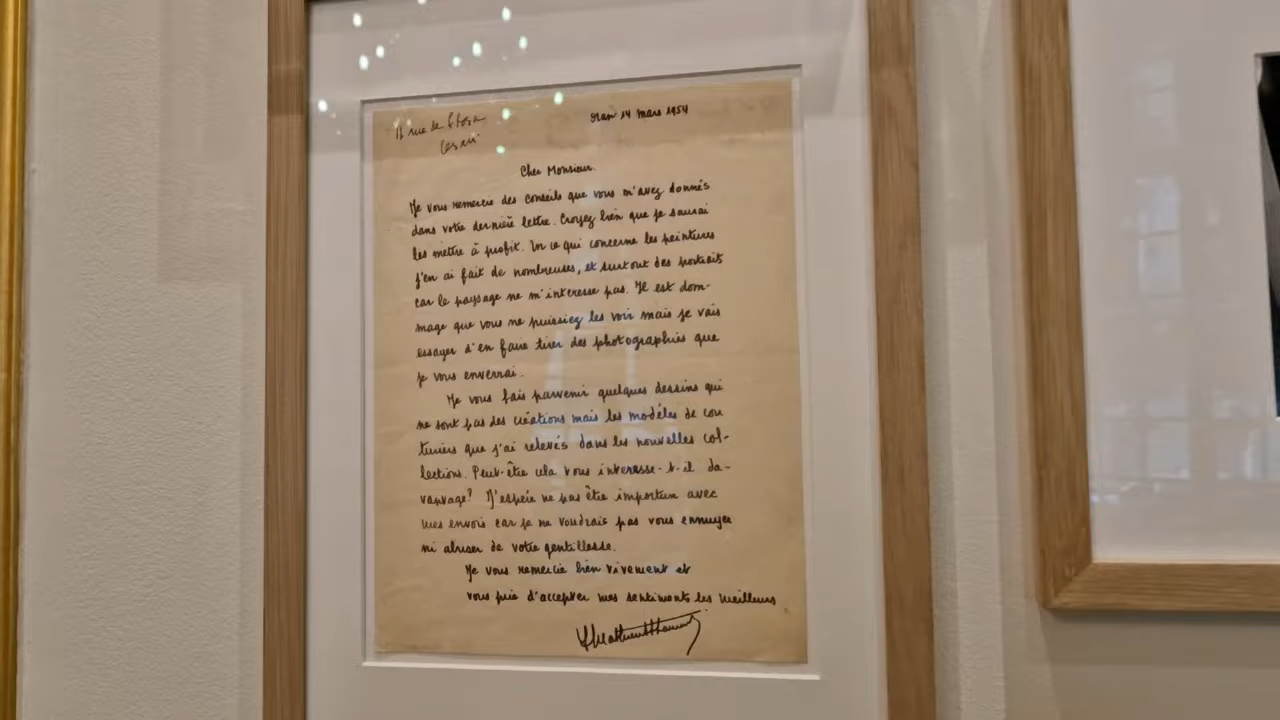 11 rue de
Oran 14 mars 1954
Cher Monsieur.
Je vous remercie des conseils que vous m'avez donnés
dans votre dernière lettre. Croyez bien que je saurai
les mettre à profit. En ce qui concerne les peintures
j'en ai fait de nombreuses, et surtout des portraits
car le paysage ne m'interesse pas. Il est dom-
mage que vous ne puissiez les voir mais je vais
essayer d'en faire tirer des photographies que
je vous enverrai.
Je vous fais parvenir quelques dessins qui
ne sont pas des créations mais les modèles de cou
turiers que j'ai relevés dans les nouvelles col-
lections. Peut-être cela vous interesse-t-il da-
vantage? J'espère ne pas être importun avec
mes envois car je ne voudrais pas vous ennuyer
ni abuser de votre gentillesse.
Je vous remercie bien vivement et
vous prie d'accepter mes sentiments les meilleurs